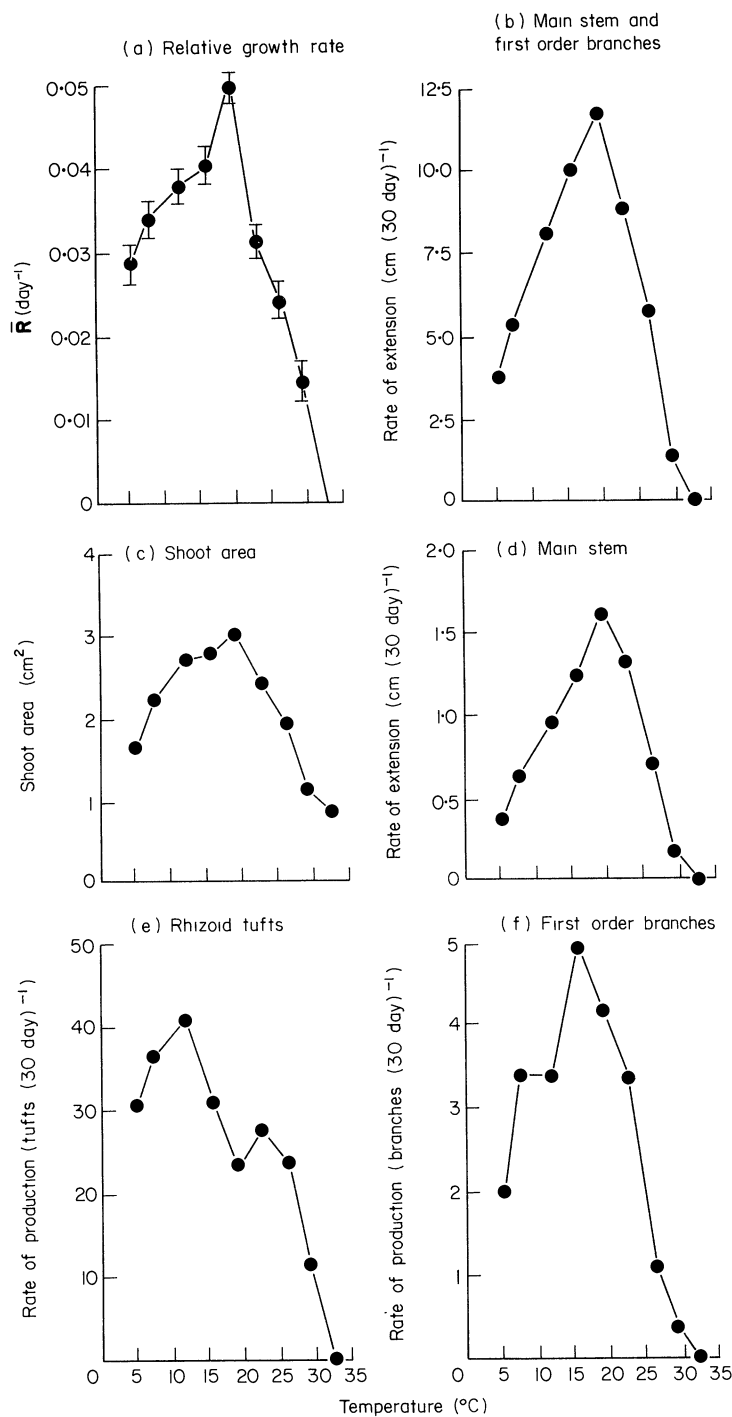 (a) Relative growth rate
0·05
0·04
0·03
0·02
0·01
0
R̅ (day⁻¹)
(b) Main stem and
first order branches
12·5
10·0
7·5
5·0
2·5
0
Rate of extension (cm (30 day)⁻¹)
(c) Shoot area
4
3
2
1
0
Shoot area (cm²)
(d) Main stem
2·0
1·5
1·0
0·5
0
Rate of extension (cm (30 day)⁻¹)
(e) Rhizoid tufts
50
40
30
20
10
0 5 10 15 20 25 30 35
Rate of production (tufts (30 day)⁻¹)
(f) First order branches
5
4
3
2
1
0 5 10 15 20 25 30 35
Rate of production (branches (30 day)⁻¹)
Temperature (°C)